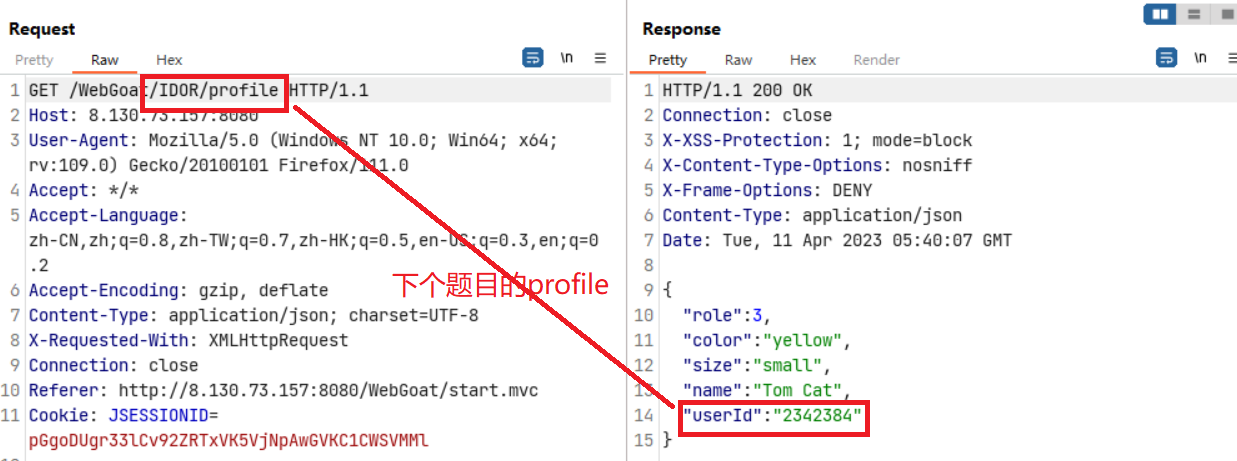 Request
Pretty Raw Hex \n
1 GET /WebGoat/IDOR/profile HTTP/1.1
2 Host: 8.130.73.157:8080
3 User-Agent: Mozilla/5.0 (Windows NT 10.0; Win64; x64;
rv:109.0) Gecko/20100101 Firefox/111.0
4 Accept: */*
5 Accept-Language:
zh-CN,zh;q=0.8,zh-TW;q=0.7,zh-HK;q=0.5,en-US;q=0.3,en;q=0
.2
6 Accept-Encoding: gzip, deflate
7 Content-Type: application/json; charset=UTF-8
8 X-Requested-With: XMLHttpRequest
9 Connection: close
10 Referer: http://8.130.73.157:8080/WebGoat/start.mvc
11 Cookie: JSESSIONID=
pGgoDUgr33lCv92ZRTxVK5VjNpAwGVKC1CWSVMMl
下个题目的profile
Response
Pretty Raw Hex Render \n
1 HTTP/1.1 200 OK
2 Connection: close
3 X-XSS-Protection: 1; mode=block
4 X-Content-Type-Options: nosniff
5 X-Frame-Options: DENY
6 Content-Type: application/json
7 Date: Tue, 11 Apr 2023 05:40:07 GMT
8
9 {
10 "role":3,
11 "color":"yellow",
12 "size":"small",
13 "name":"Tom Cat",
14 "userId":"2342384"
15 }